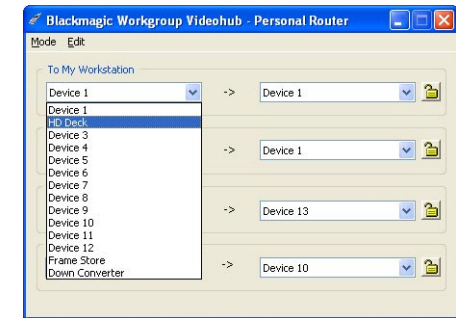 Blackmagic Workgroup Videohub - Personal Router
Mode Edit
To My Workstation
Device 1 -> Device 1
Device 1
HD Deck
Device 3
Device 4
Device 5
Device 6
Device 7
Device 8
Device 9
Device 10
Device 11
Device 12
Frame Store
Down Converter
-> Device 1
-> Device 13
-> Device 10